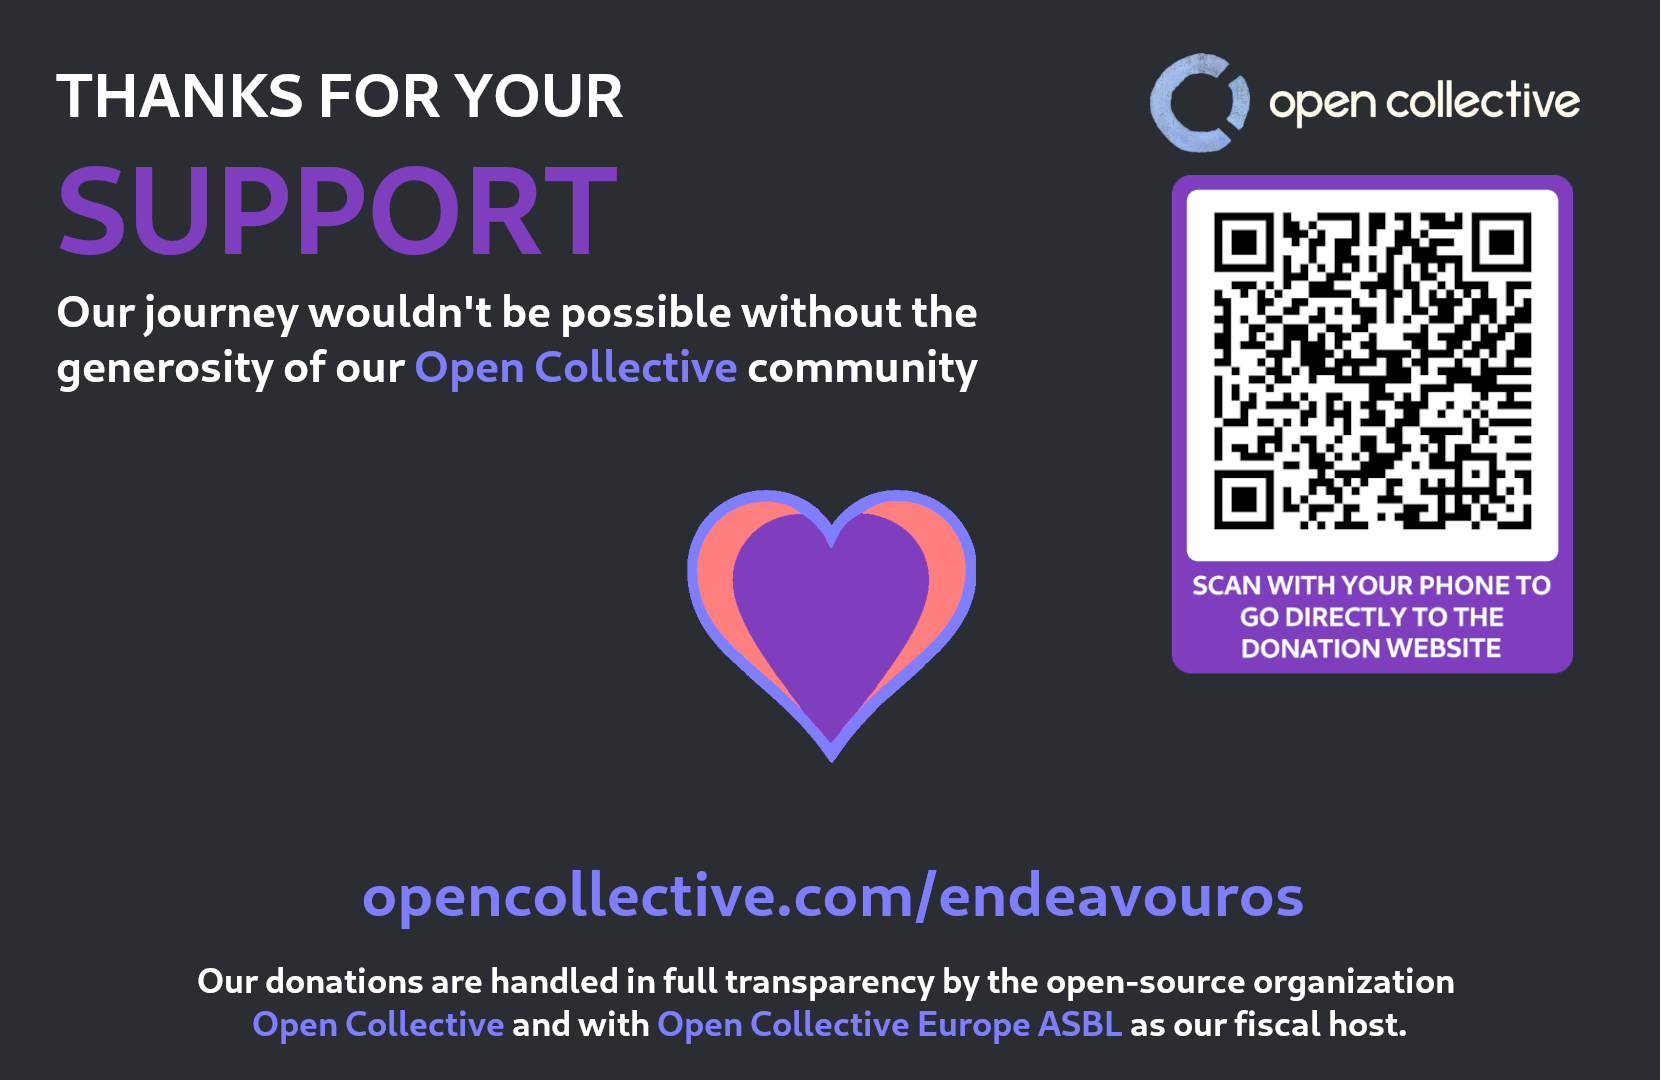 THANKS FOR YOUR
SUPPORT
Our journey wouldn't be possible without the
generosity of our Open Collective community
open collective
SCAN WITH YOUR PHONE TO
GO DIRECTLY TO THE
DONATION WEBSITE
opencollective.com/endeavouros
Our donations are handled in full transparency by the open-source organization
Open Collective and with Open Collective Europe ASBL as our fiscal host.